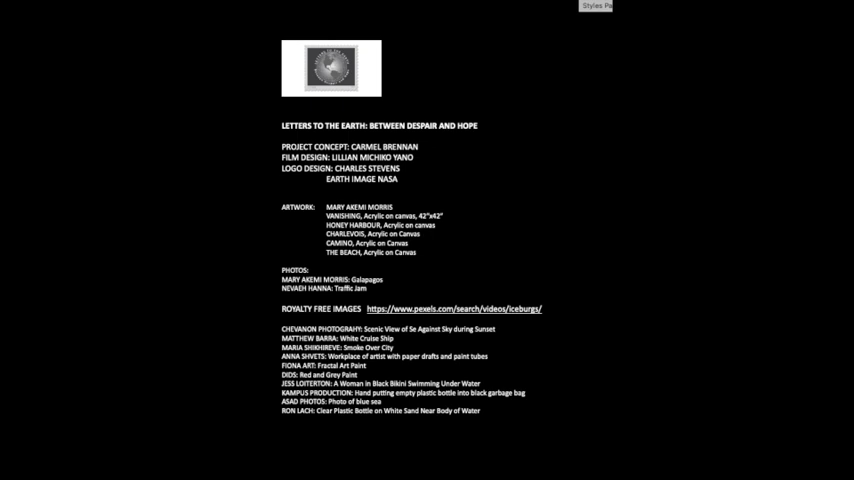 Styles Pa
LETTERS TO THE EARTH: BETWEEN DESPAIR AND HOPE
PROJECT CONCEPT: CARMEL BRENNAN
FILM DESIGN: LILLIAN MICHIKO YANO
LOGO DESIGN: CHARLES STEVENS
EARTH IMAGE NASA
ARTWORK: MARY AKEMI MORRIS
VANISHING, Acrylic on canvas, 42"x42"
HONEY HARBOUR, Acrylic on canvas
CHARLEVOIS, Acrylic on Canvas
CAMINO, Acrylic on Canvas
THE BEACH, Acrylic on Canvas
PHOTOS:
MARY AKEMI MORRIS: Galapagos
NEVAEH HANNA: Traffic Jam
ROYALTY FREE IMAGES https://www.pexels.com/search/videos/iceburgs/
CHEVANON PHOTOGRAHY: Scenic View of Se Against Sky during Sunset
MATTHEW BARRA: White Cruise Ship
MARIA SHIKHIREVE: Smoke Over City
ANNA SHVETS: Workplace of artist with paper drafts and paint tubes
FIONA ART: Fractal Art Paint
DIDS: Red and Grey Paint
JESS LOITERTON: A Woman in Black Bikini Swimming Under Water
KAMPUS PRODUCTION: Hand putting empty plastic bottle into black garbage bag
ASAD PHOTOS: Photo of blue sea
RON LACH: Clear Plastic Bottle on White Sand Near Body of Water